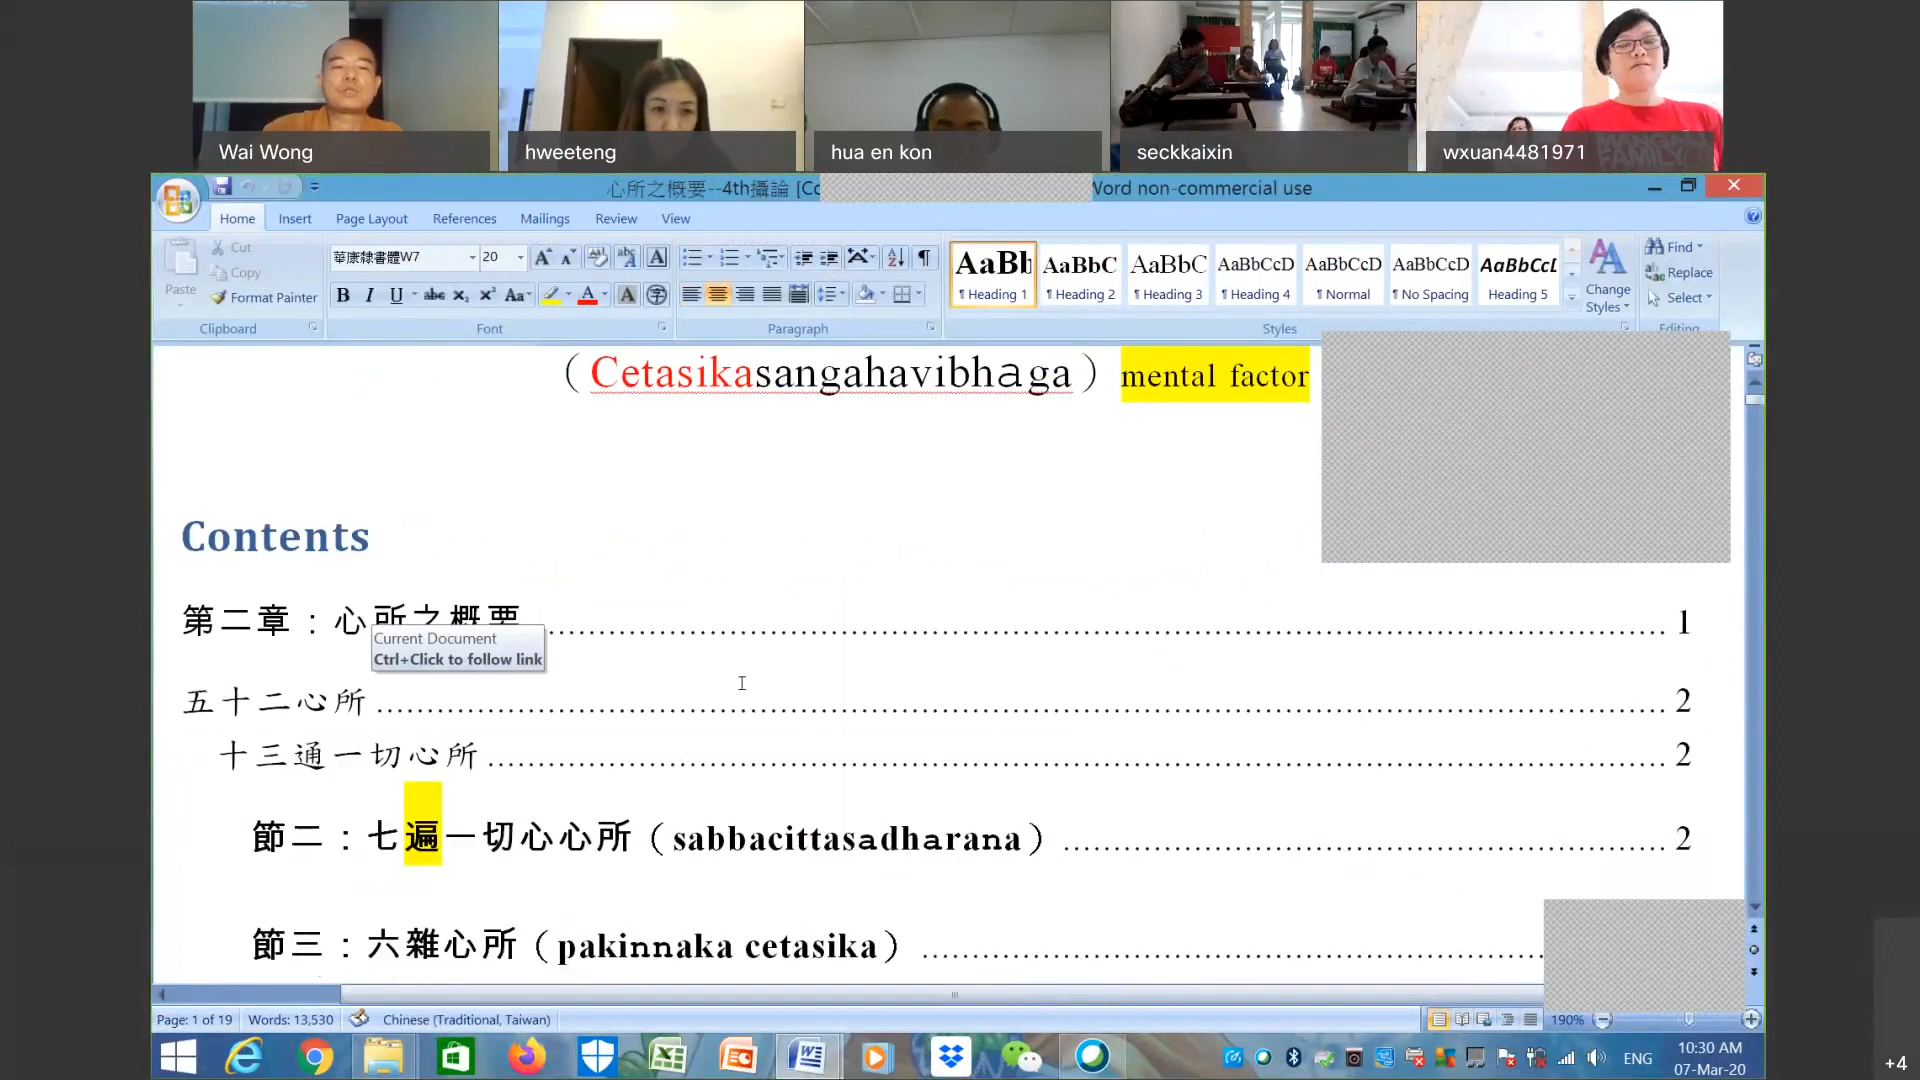 Wai Wong
hweeteng
hua en kon
seckkaixin
wxuan4481971
心所之概要--4th攝論 [Co
Word non-commercial use
Home Insert Page Layout References Mailings Review View
Cut
Copy
Paste
Format Painter
華康隸書體W7 20
AaBb AaBbC AaBbC AaBbCcD AaBbCcD AaBbCcD AaBbCcD
Heading 1 Heading 2 Heading 3 Heading 4 Normal No Spacing Heading 5
Change Styles
Find
Replace
Select
Clipboard Font Paragraph Styles Editing
（Cetasikasangahavibhaga）mental factor
Contents
第二章：心所之概要 1
Current Document
Ctrl+Click to follow link
五十二心所 2
十三通一切心所 2
節二：七遍一切心心所（sabbacittasadharana） 2
節三：六雜心所（pakinnaka cetasika）
Page: 1 of 19 Words: 13,530 Chinese (Traditional, Taiwan) 190%
ENG
10:30 AM
07-Mar-20
+4